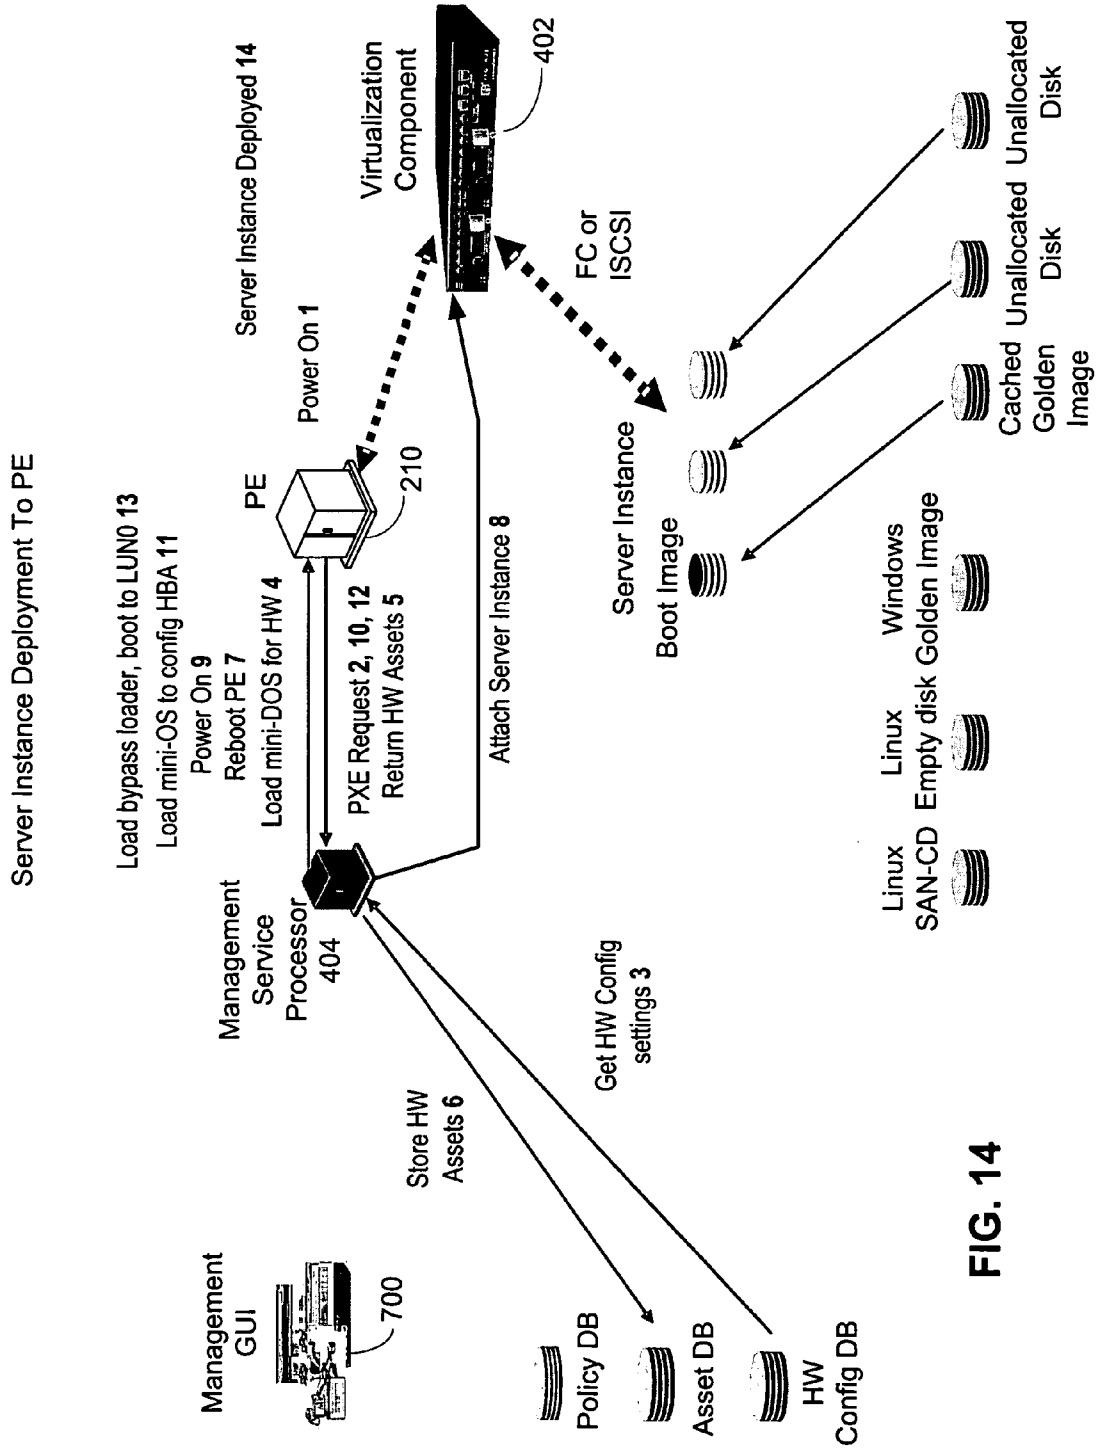 Server Instance Deployment To PE
Load bypass loader, boot to LUN0 13
Load mini-OS to config HBA 11
Power On 9
Reboot PE 7
Load mini-DOS for HW 4
Management
GUI
700
Management
Service
Processor
404
PE
210
Power On 1
Server Instance Deployed 14
Virtualization
Component
402
PXE Request 2, 10, 12
Return HW Assets 5
Attach Server Instance 8
Store HW
Assets 6
Get HW Config
settings 3
FC or
ISCSI
Server Instance
Boot Image
Policy DB
Asset DB
HW
Config DB
Linux
SAN-CD
Linux
Empty disk
Windows
Golden Image
Cached
Golden
Image
Unallocated
Disk
Unallocated
Disk
FIG. 14